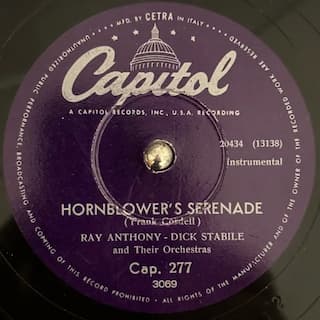 MFD. BY CETRA IN ITALY
Capitol
A CAPITOL RECORDS, INC., U.S.A. RECORDING
20434 (13138)
Instrumental
HORNBLOWER'S SERENADE
(Frank Cordell)
RAY ANTHONY - DICK STABILE
and Their Orchestras
Cap. 277
3069
UNAUTHORIZED PUBLIC PERFORMANCE, BROADCASTING AND COPYING OF THIS RECORD PROHIBITED • ALL RIGHTS OF THE MANUFACTURER AND OF THE OWNER OF THE RECORDED WORK ARE RESERVED